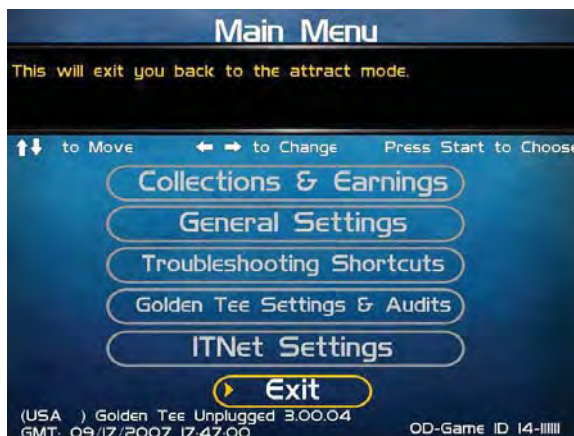 Main Menu
This will exit you back to the attract mode.
to Move to Change Press Start to Choose
Collections & Earnings
General Settings
Troubleshooting Shortcuts
Golden Tee Settings & Audits
ITNet Settings
Exit
(USA ) Golden Tee Unplugged 3.00.04
GMT: 09/17/2007 17:47:00 OD-Game ID 14-111111